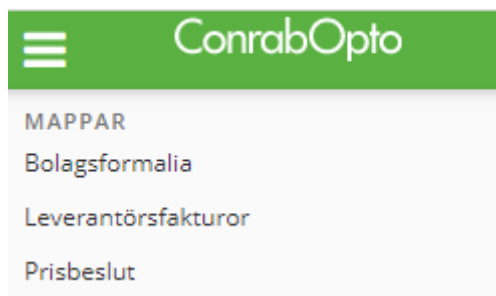 ConrabOpto
MAPPAR
Bolagsformalia
Leverantörsfakturor
Prisbeslut